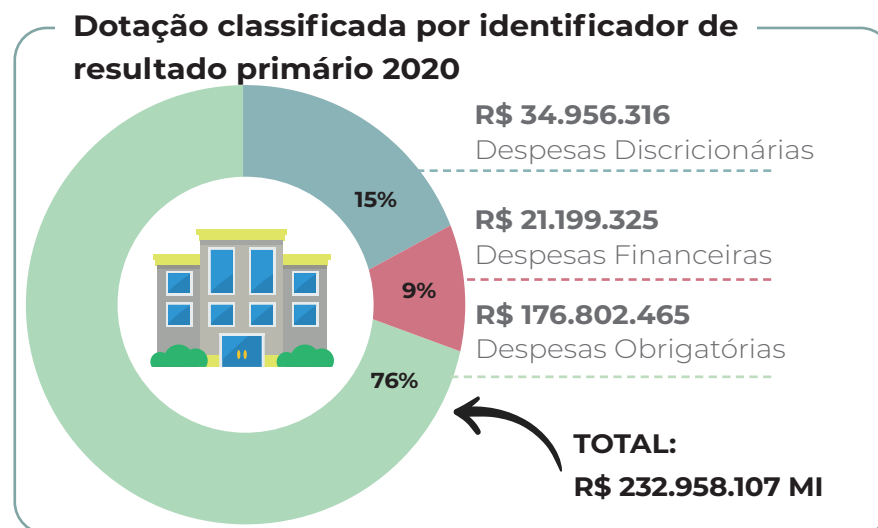 Dotação classificada por identificador de
resultado primário 2020
R$ 34.956.316
Despesas Discricionárias
15%
R$ 21.199.325
Despesas Financeiras
9%
R$ 176.802.465
Despesas Obrigatórias
76%
TOTAL:
R$ 232.958.107 MI